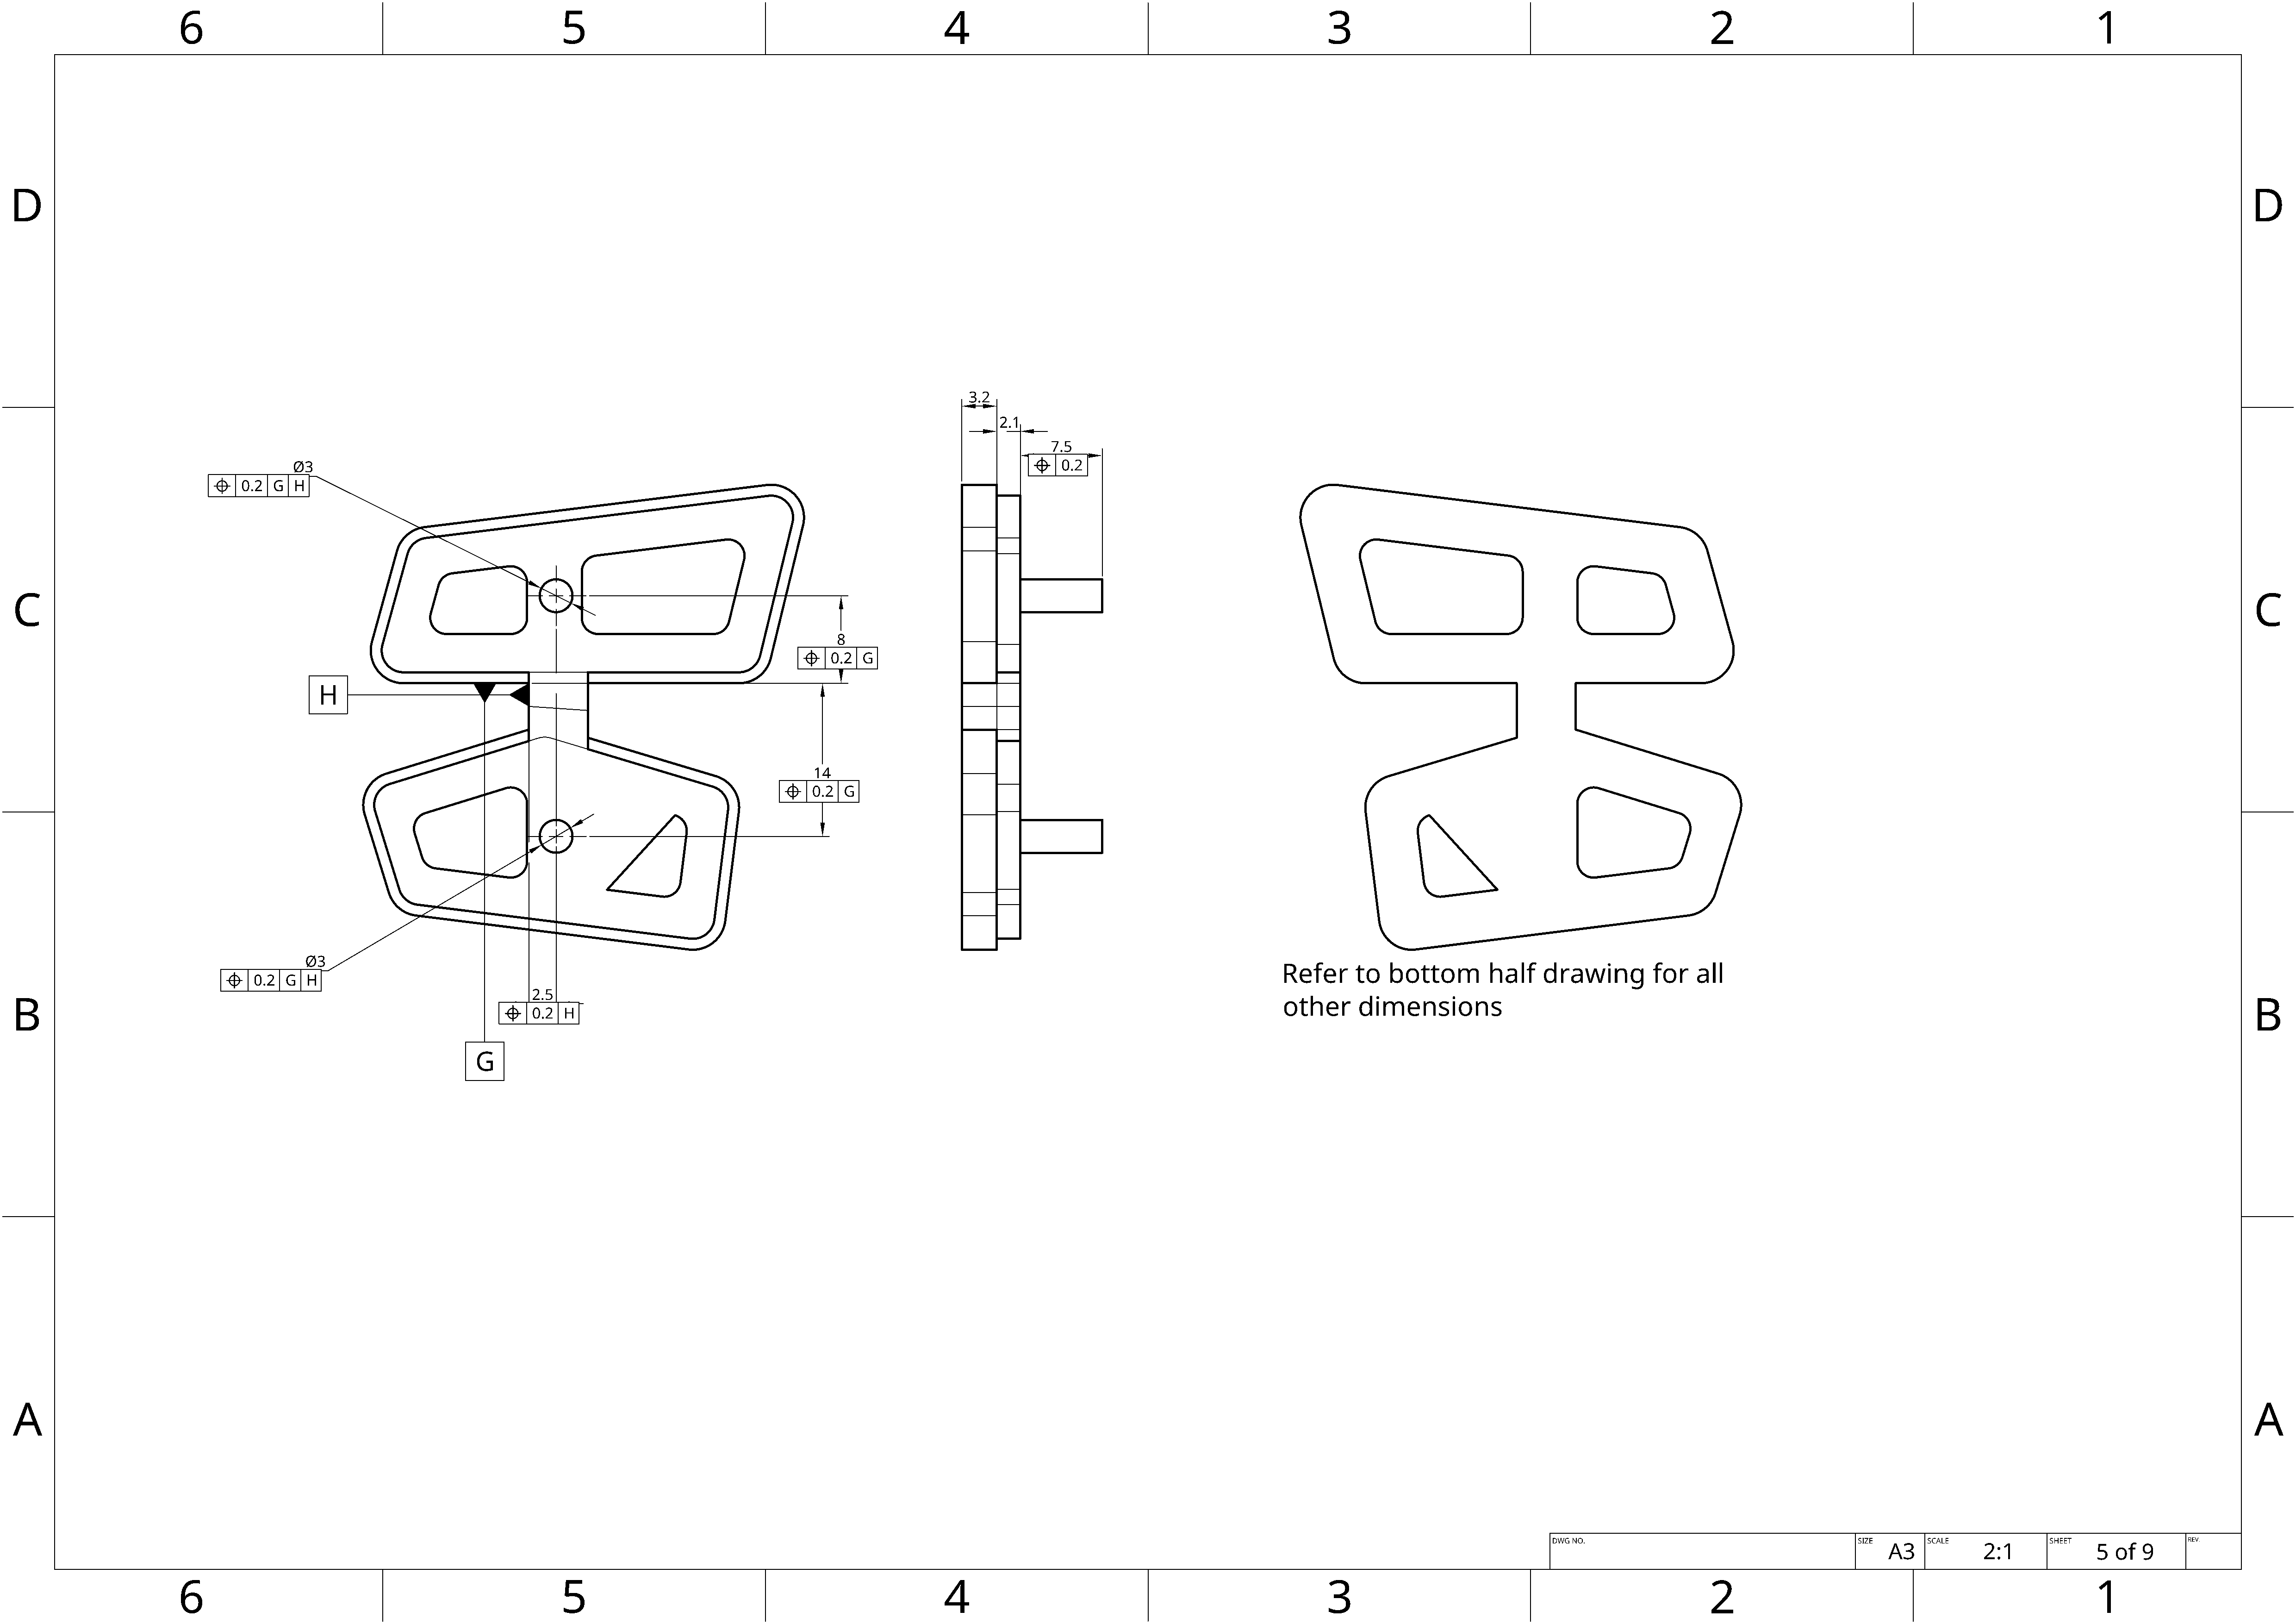 6 5 4 3 2 1
D D
3.2
2.1
7.5
⌖ 0.2
Ø3
⌖ 0.2 G H
C C
8
⌖ 0.2 G
H
14
⌖ 0.2 G
Ø3
⌖ 0.2 G H
Refer to bottom half drawing for all
other dimensions
2.5
⌖ 0.2 H
B B
G
A A
DWG NO. SIZE A3 SCALE 2:1 SHEET 5 of 9 REV.
6 5 4 3 2 1